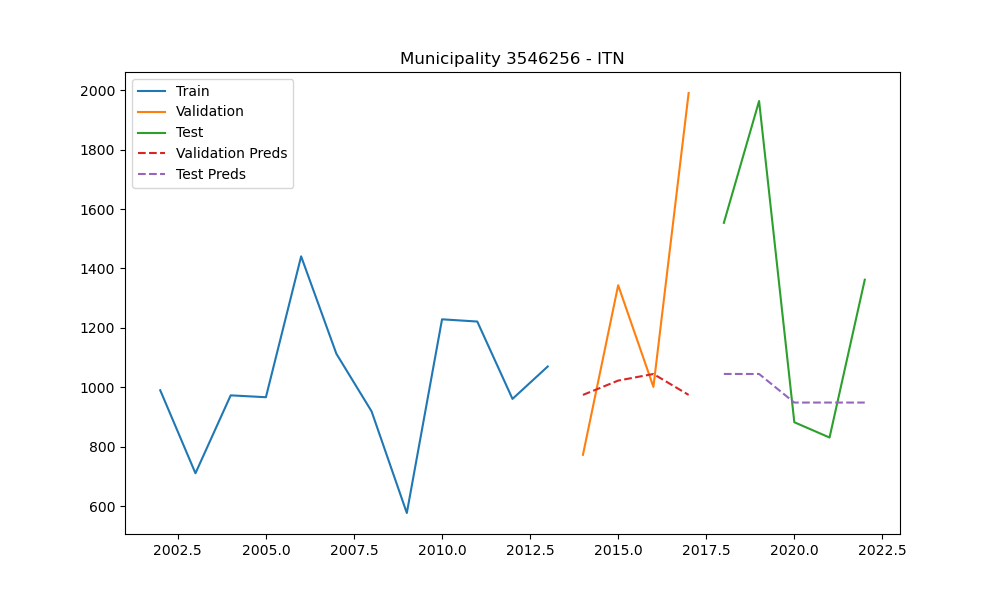 Municipality 3546256 - ITN
Train
Validation
Test
Validation Preds
Test Preds
2000
1800
1600
1400
1200
1000
800
600
2002.5 2005.0 2007.5 2010.0 2012.5 2015.0 2017.5 2020.0 2022.5